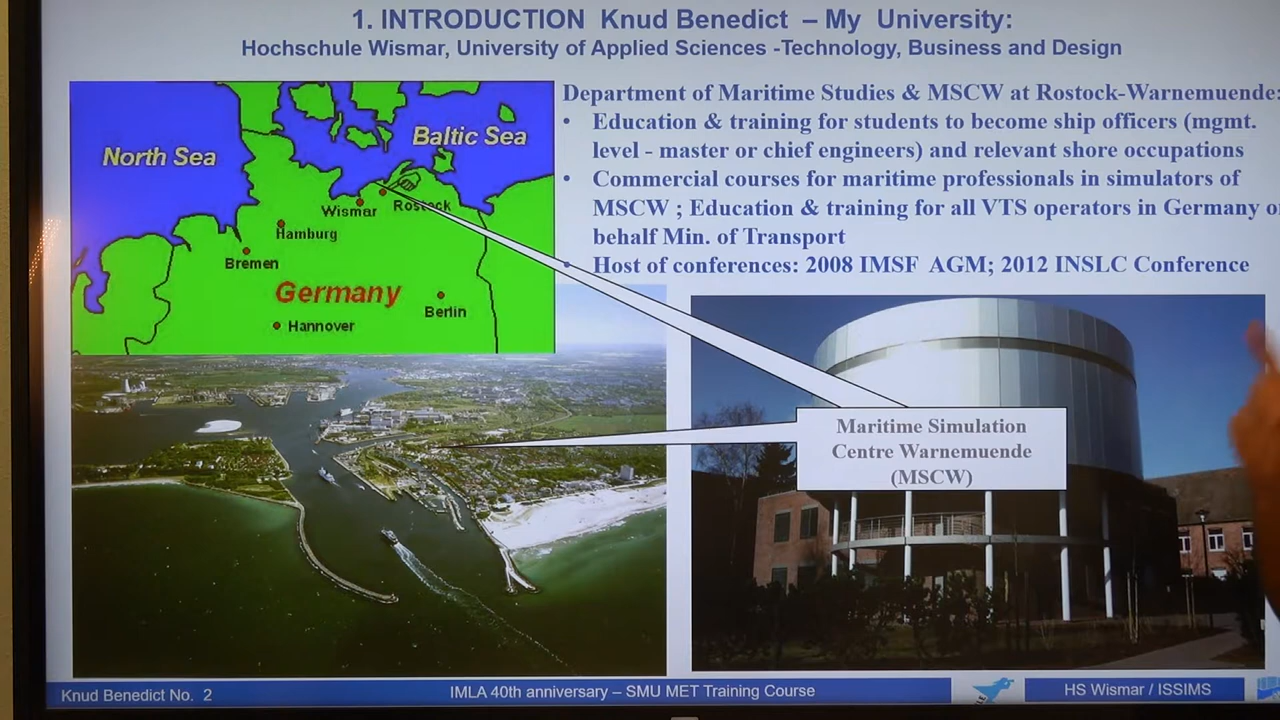 1. INTRODUCTION Knud Benedict – My University:
Hochschule Wismar, University of Applied Sciences -Technology, Business and Design
Department of Maritime Studies & MSCW at Rostock-Warnemuende:
• Education & training for students to become ship officers (mgmt.
level - master or chief engineers) and relevant shore occupations
• Commercial courses for maritime professionals in simulators of
MSCW ; Education & training for all VTS operators in Germany
behalf Min. of Transport
• Host of conferences: 2008 IMSF AGM; 2012 INSLC Conference
North Sea
Baltic Sea
Wismar
Rostock
Hamburg
Bremen
Germany
Berlin
Hannover
Maritime Simulation
Centre Warnemuende
(MSCW)
Knud Benedict No. 2
IMLA 40th anniversary – SMU MET Training Course
HS Wismar / ISSIMS